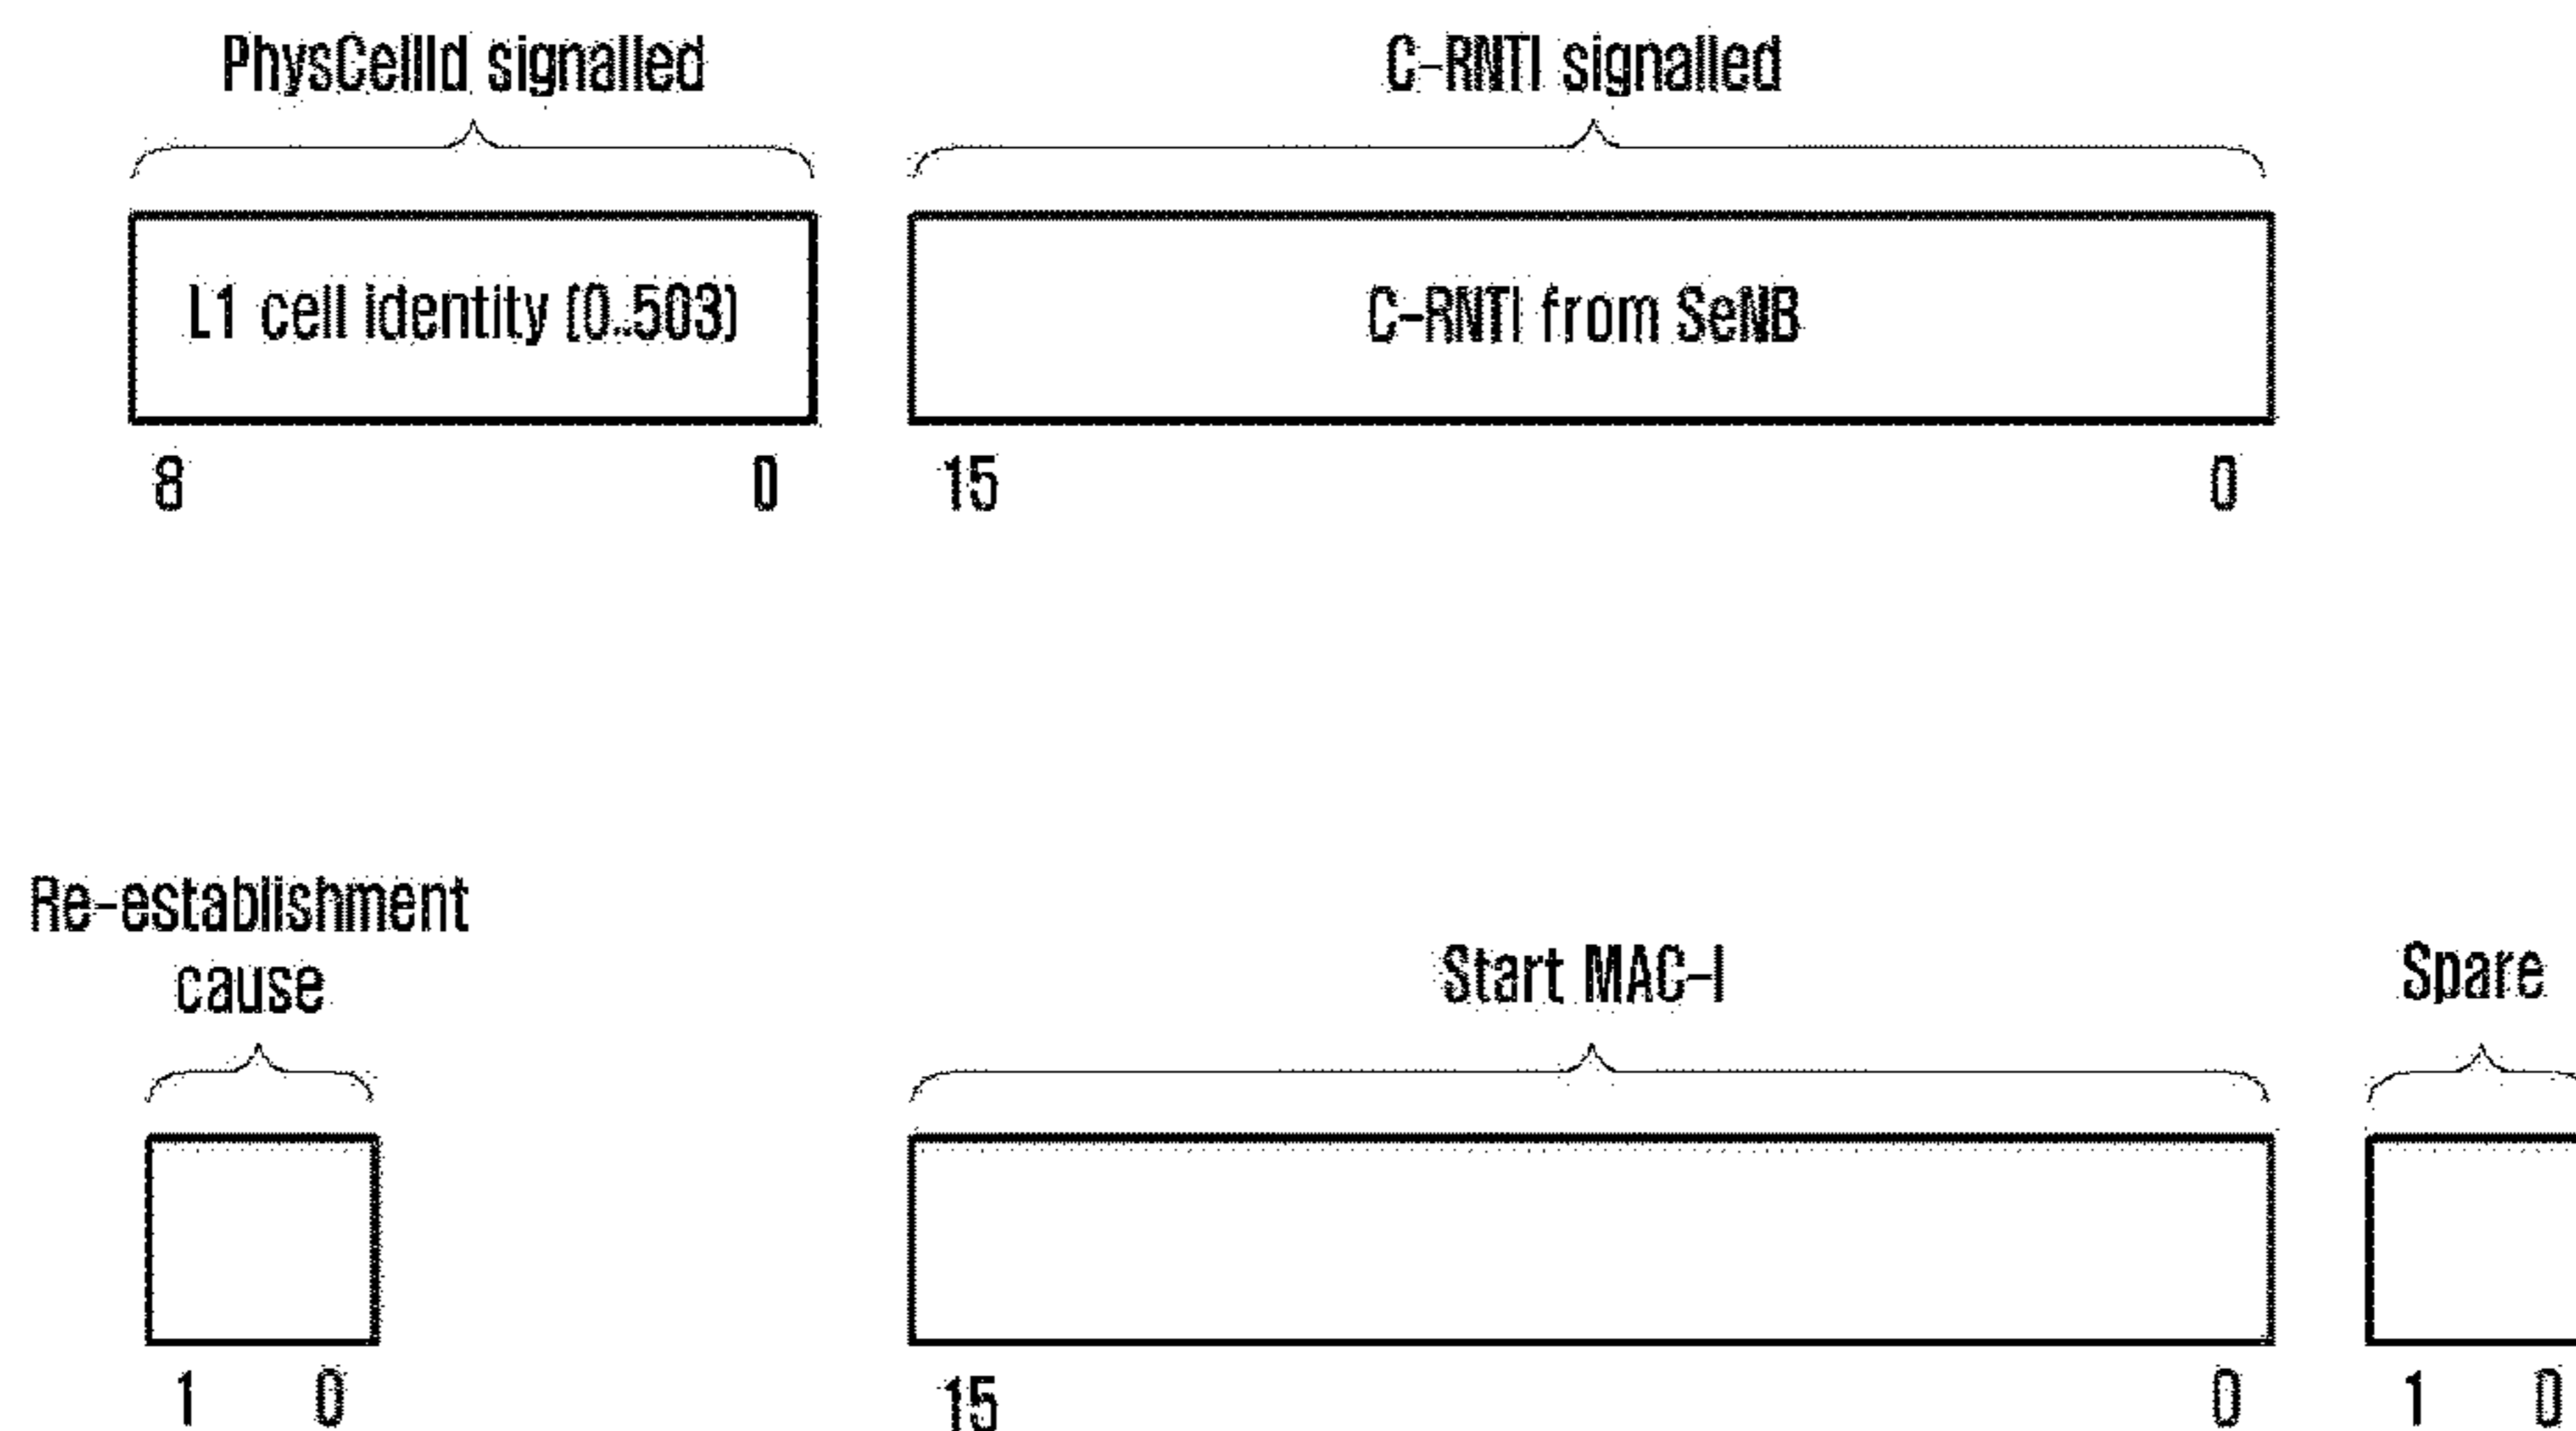 PhysCellId signalled
C-RNTI signalled
L1 cell identity (0..503)
C-RNTI from SeNB
8
0
15
0
Re-establishment
cause
Start MAC-I
Spare
1
0
15
0
1
0